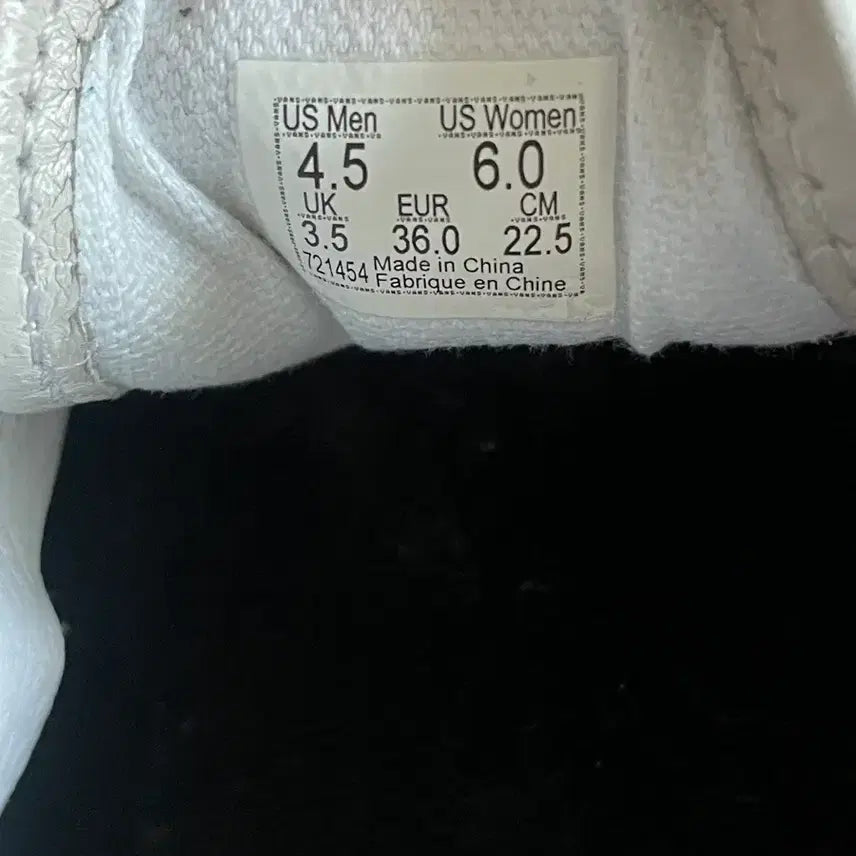 US Men US Women
4.5 6.0
UK EUR CM
3.5 36.0 22.5
721454 Made in China
Fabrique en Chine